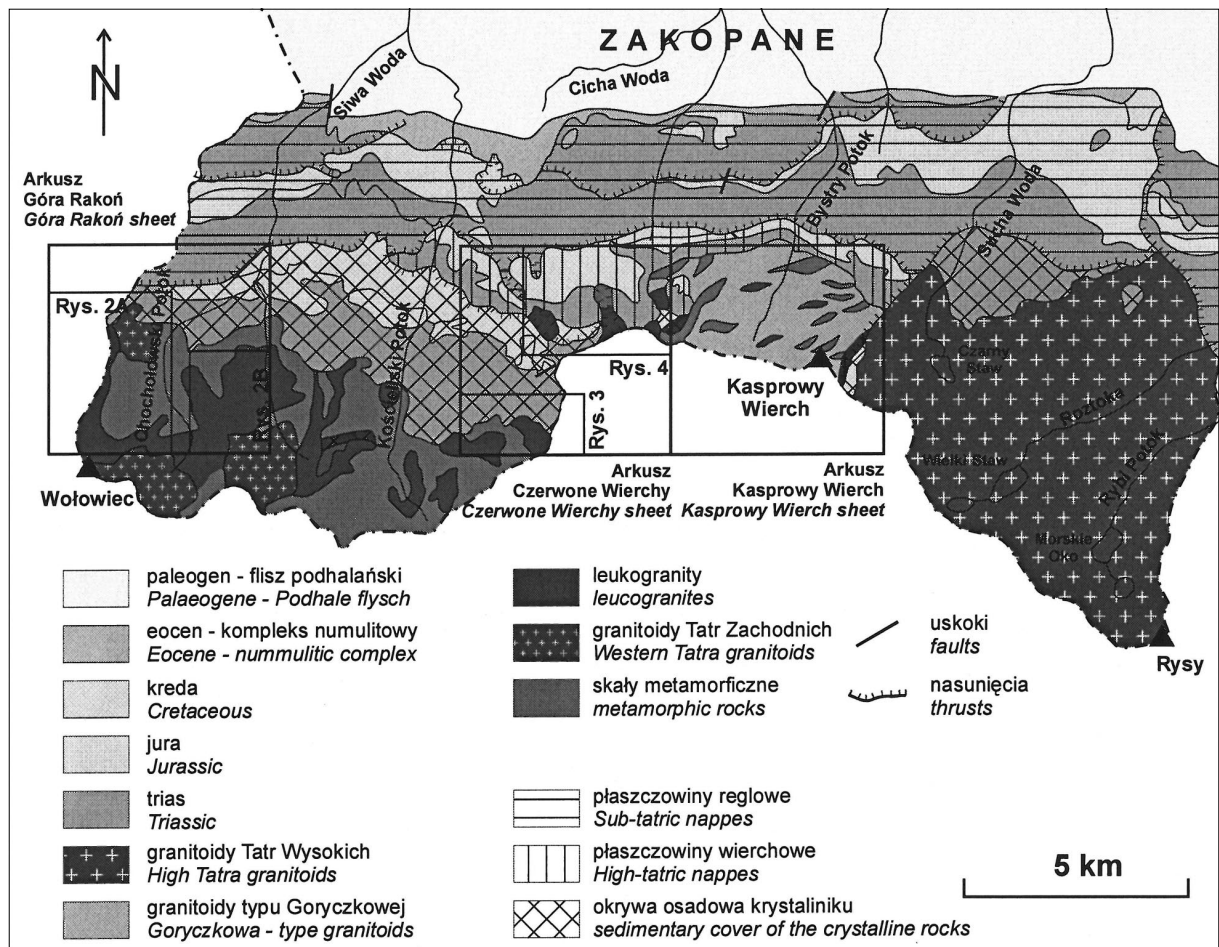 N
ZAKOPANE
Siwa Woda
Cicha Woda
Bystry Potok
Sucha Woda
Arkusz
Góra Rakoń
Góra Rakoń sheet
Rys. 2A
Chochołowski Potok
Rys. 2B
Kościeliski Potok
Rys. 4
Rys. 3
Kasprowy
Wierch
Czarny
Staw
Roztoka
Wielki Staw
Rybi Potok
Morskie
Oko
Wołowiec
Arkusz
Czerwone Wierchy
Czerwone Wierchy sheet
Arkusz
Kasprowy Wierch
Kasprowy Wierch sheet
Rysy
paleogen - flisz podhalański
Palaeogene - Podhale flysch
eocen - kompleks numulitowy
Eocene - nummulitic complex
kreda
Cretaceous
jura
Jurassic
trias
Triassic
granitoidy Tatr Wysokich
High Tatra granitoids
granitoidy typu Goryczkowej
Goryczkowa - type granitoids
leukogranity
leucogranites
granitoidy Tatr Zachodnich
Western Tatra granitoids
skały metamorficzne
metamorphic rocks
uskoki
faults
nasunięcia
thrusts
płaszczowiny reglowe
Sub-tatric nappes
płaszczowiny wierchowe
High-tatric nappes
okrywa osadowa krystaliniku
sedimentary cover of the crystalline rocks
5 km